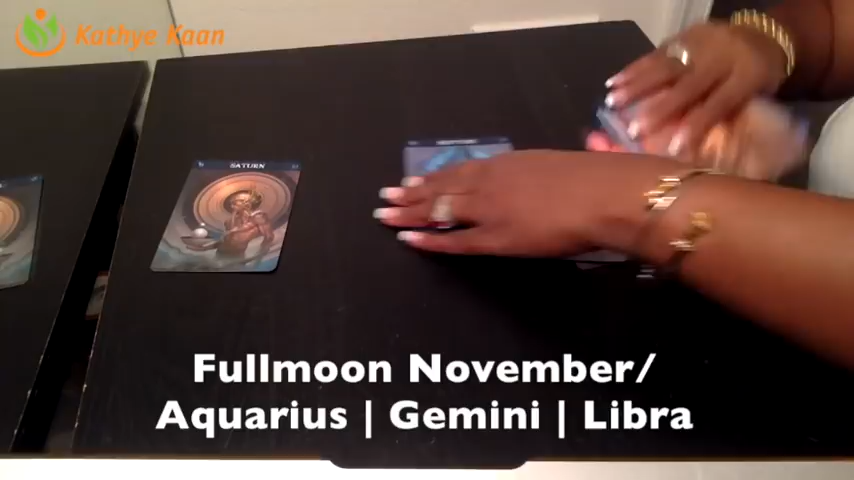 Kathye Kaan
SATURN
Fullmoon November/
Aquarius | Gemini | Libra